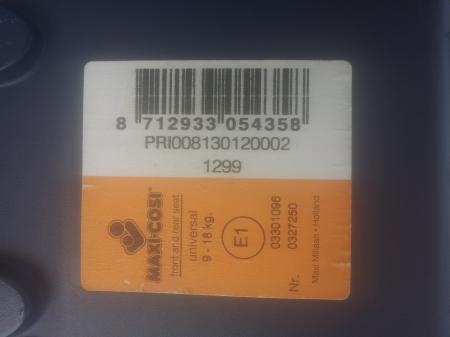 8 712933 054358
PRI008130120002
1299
MAXI-COSI®
front and rear seat
universal
9 - 18 kg.
E1
03301096
Nr. 0327250
Maxi Miliaan • Holland